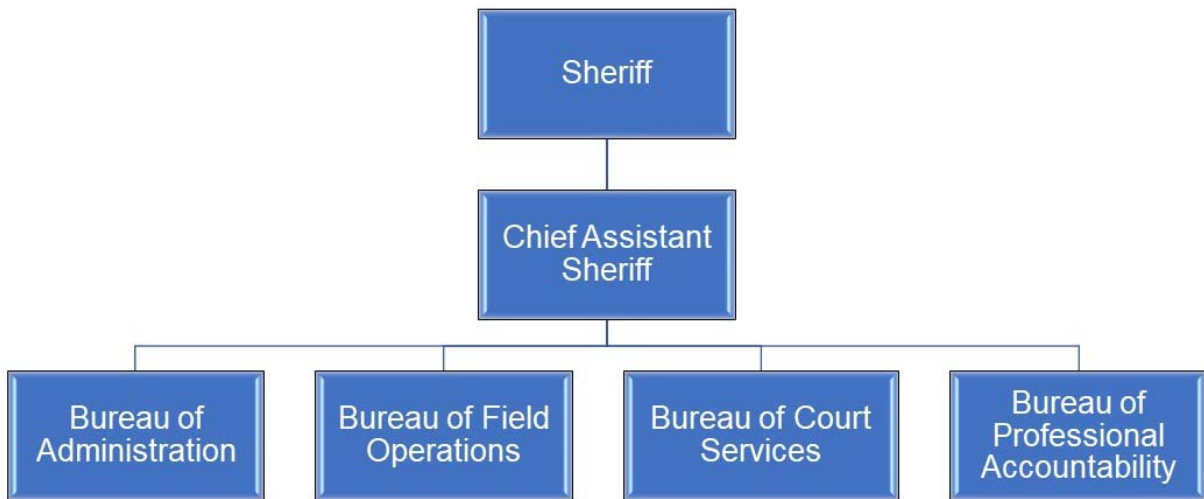 Sheriff
Chief Assistant
Sheriff
Bureau of
Administration
Bureau of Field
Operations
Bureau of Court
Services
Bureau of
Professional
Accountability